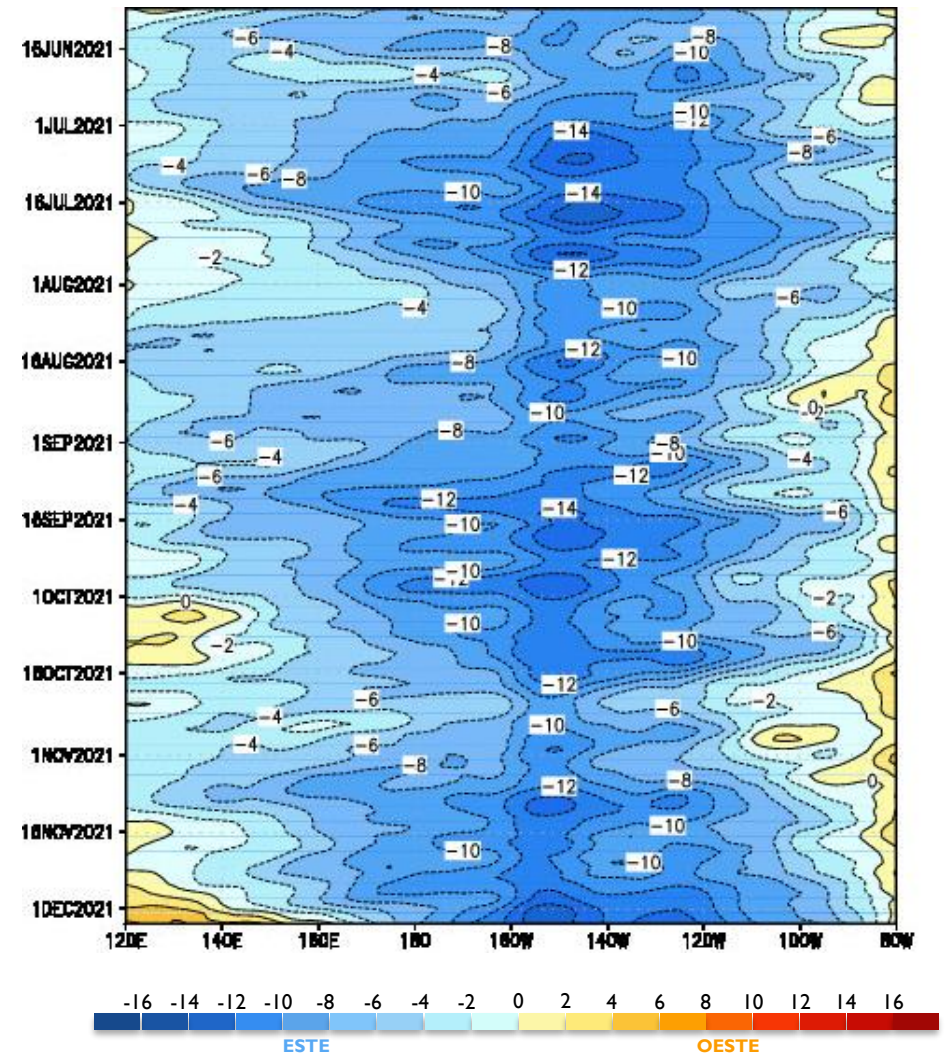 -6 -8
16JUN2021 -4 -8 -10
-4
-6
-10
1JUL2021 -14 -6
-8
-4 -6 -8
-10 -14
16JUL2021
-2
-12
1AUG2021 -6
-4 -10
-12
16AUG2021 -8 -10
-10 0
-8
1SEP2021 -6 -8
-4 -4
-6 -12
-12
-4 -14
16SEP2021 -10 -6
-12
-10
1OCT2021 0 -2
-10 -6
-2 -10
16OCT2021
-12
-6 -2
-4 -6
-10
-4 -6
1NOV2021
-8
-8 0
-12
16NOV2021 -10
-10 -10
1DEC2021
120E 140E 160E 180 160W 140W 120W 100W 80W
-16 -14 -12 -10 -8 -6 -4 -2 0 2 4 6 8 10 12 14 16
ESTE OESTE